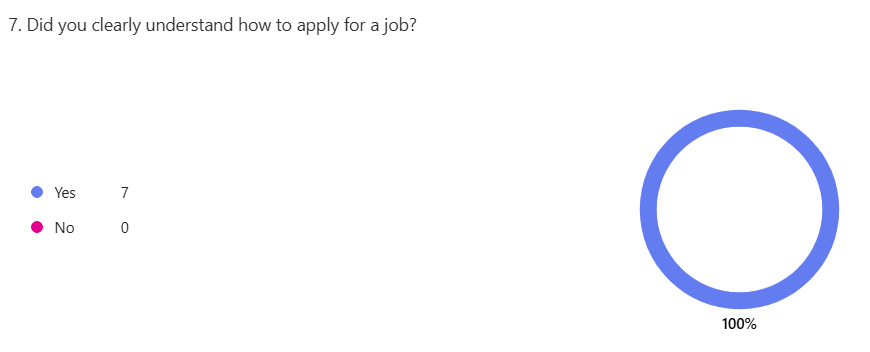 7. Did you clearly understand how to apply for a job?
Yes 7
No 0
100%